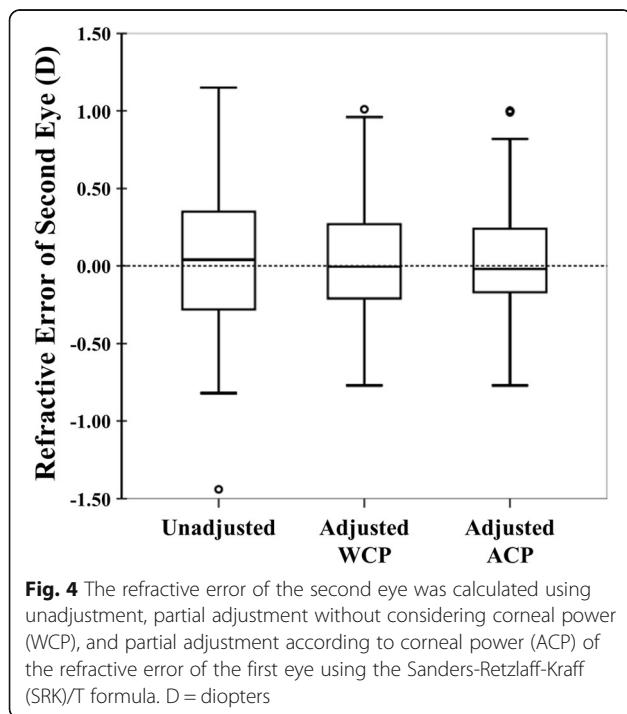 Refractive Error of Second Eye (D)
1.50
1.00
0.50
0.00
-0.50
-1.00
-1.50
Unadjusted
Adjusted
WCP
Adjusted
ACP
Fig. 4 The refractive error of the second eye was calculated using
unadjustment, partial adjustment without considering corneal power
(WCP), and partial adjustment according to corneal power (ACP) of
the refractive error of the first eye using the Sanders-Retzlaff-Kraff
(SRK)/T formula. D = diopters